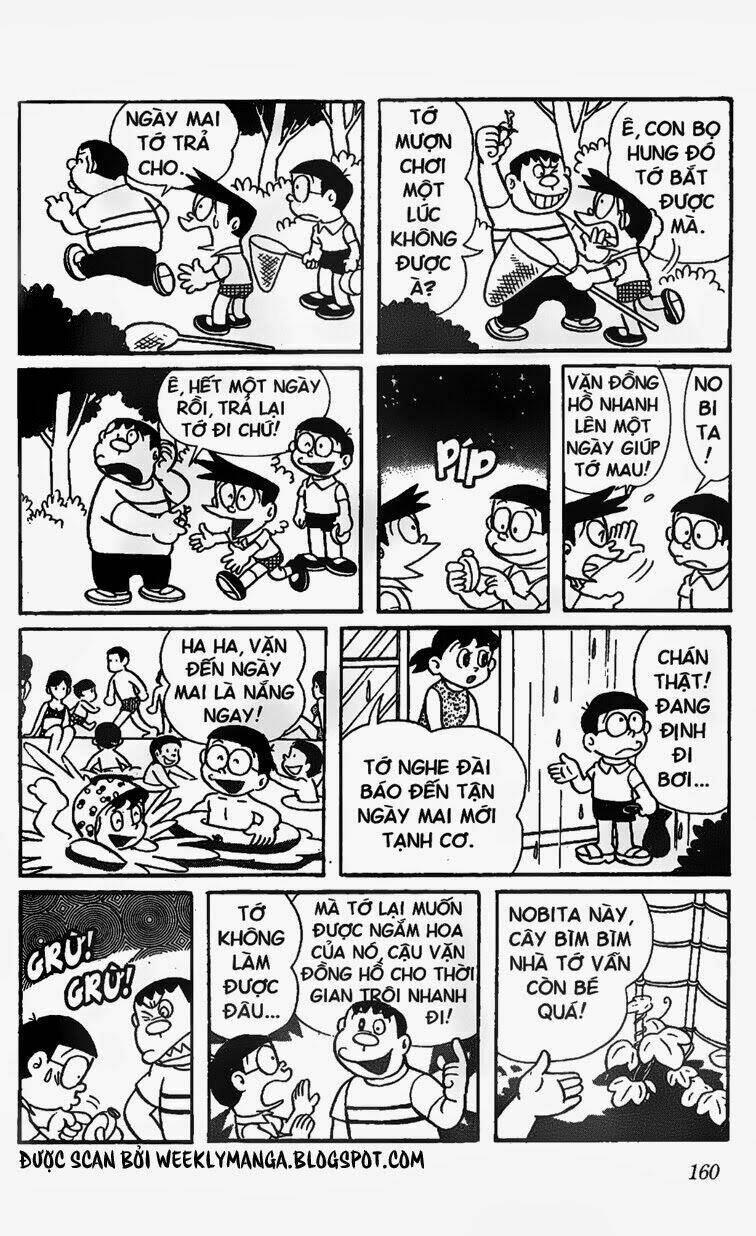 Ê, CON BỌ
HUNG ĐÓ
TỚ BẮT
ĐƯỢC
MÀ.
TỚ
MƯỢN
CHƠI
MỘT
LÚC
KHÔNG
ĐƯỢC
À?
NGÀY MAI
TỚ TRẢ
CHO.
NO
BI
TA!
VẶN ĐỒNG
HỒ NHANH
LÊN MỘT
NGÀY GIÚP
TỚ MAU!
PÍP
Ê, HẾT MỘT NGÀY
RỒI, TRẢ LẠI
TỚ ĐI CHỨ!
CHÁN
THẬT!
ĐANG
ĐỊNH
ĐI
BƠI...
TỚ NGHE ĐÀI
BÁO ĐẾN TẬN
NGÀY MAI MỚI
TẠNH CƠ.
HA HA, VẶN
ĐẾN NGÀY
MAI LÀ NẮNG
NGAY!
NOBITA NÀY,
CÂY BÌM BÌM
NHÀ TỚ VẪN
CÒN BÉ
QUÁ!
MÀ TỚ LẠI MUỐN
ĐƯỢC NGẮM HOA
CỦA NÓ, CẬU VẶN
ĐỒNG HỒ CHO THỜI
GIAN TRÔI NHANH
ĐI!
TỚ
KHÔNG
LÀM
ĐƯỢC
ĐÂU...
GRỪ!
GRỪ!
ĐƯỢC SCAN BỞI WEEKLYMANGA.BLOGSPOT.COM
160